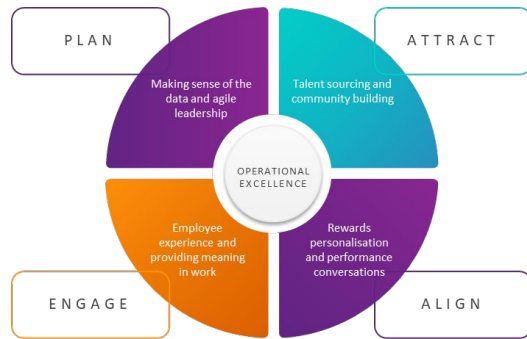 PLAN
ATTRACT
Making sense of the
data and agile
leadership
Talent sourcing and
community building
OPERATIONAL
EXCELLENCE
Employee
experience and
providing meaning
in work
Rewards
personalisation
and performance
conversations
ENGAGE
ALIGN